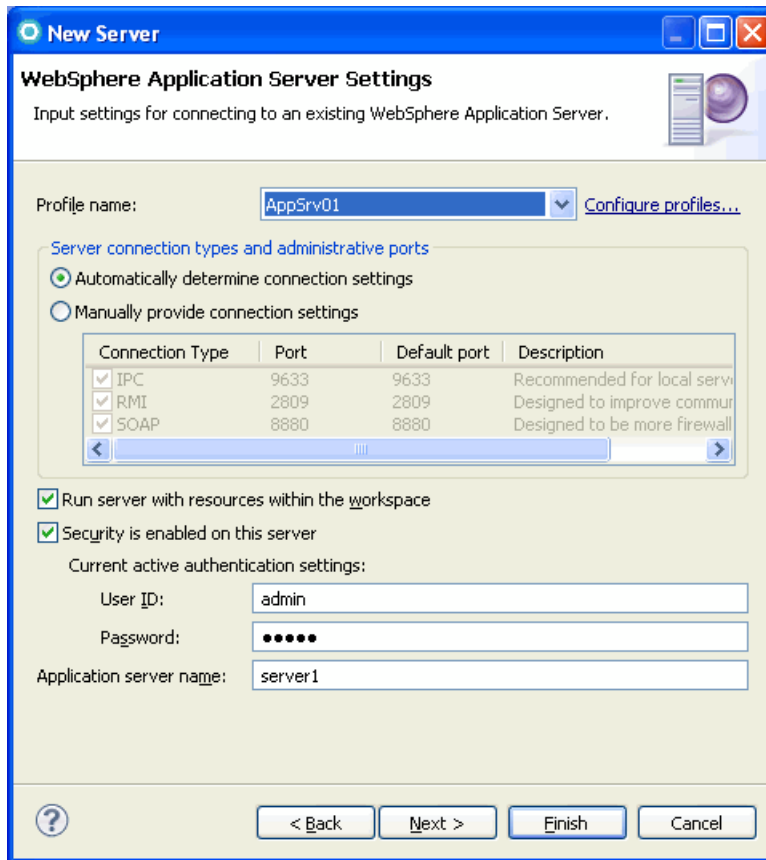 New Server
WebSphere Application Server Settings
Input settings for connecting to an existing WebSphere Application Server.
Profile name: AppSrv01 Configure profiles...
Server connection types and administrative ports
Automatically determine connection settings
Manually provide connection settings
Connection Type Port Default port Description
IPC 9633 9633 Recommended for local serv
RMI 2809 2809 Designed to improve commun
SOAP 8880 8880 Designed to be more firewall
Run server with resources within the workspace
Security is enabled on this server
Current active authentication settings:
User ID: admin
Password: •••••
Application server name: server1
? < Back Next > Finish Cancel